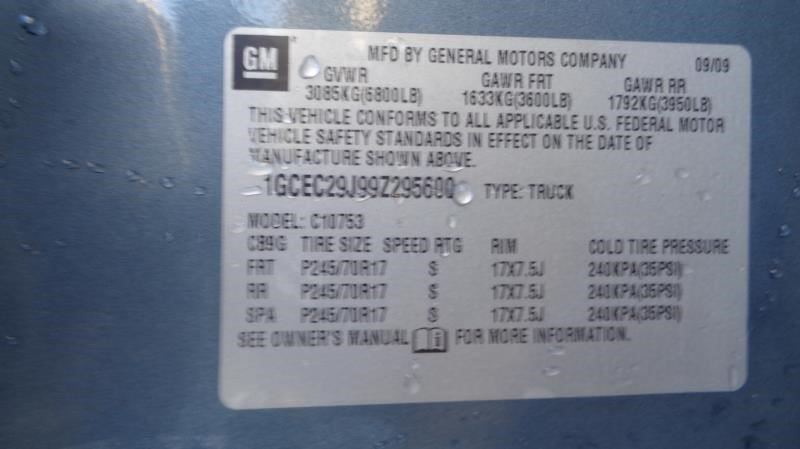 GM
MFD BY GENERAL MOTORS COMPANY 09/09
GVWR GAWR FRT GAWR RR
3085KG(6800LB) 1633KG(3600LB) 1792KG(3950LB)
THIS VEHICLE CONFORMS TO ALL APPLICABLE U.S. FEDERAL MOTOR
VEHICLE SAFETY STANDARDS IN EFFECT ON THE DATE OF
MANUFACTURE SHOWN ABOVE.
1GCEC29J99Z295600 TYPE: TRUCK
MODEL: C10753
C89G TIRE SIZE SPEED RTG RIM COLD TIRE PRESSURE
FRT P245/70R17 S 17X7.5J 240KPA(35PSI)
RR P245/70R17 S 17X7.5J 240KPA(35PSI)
SPA P245/70R17 S 17X7.5J 240KPA(35PSI)
SEE OWNER'S MANUAL FOR MORE INFORMATION.